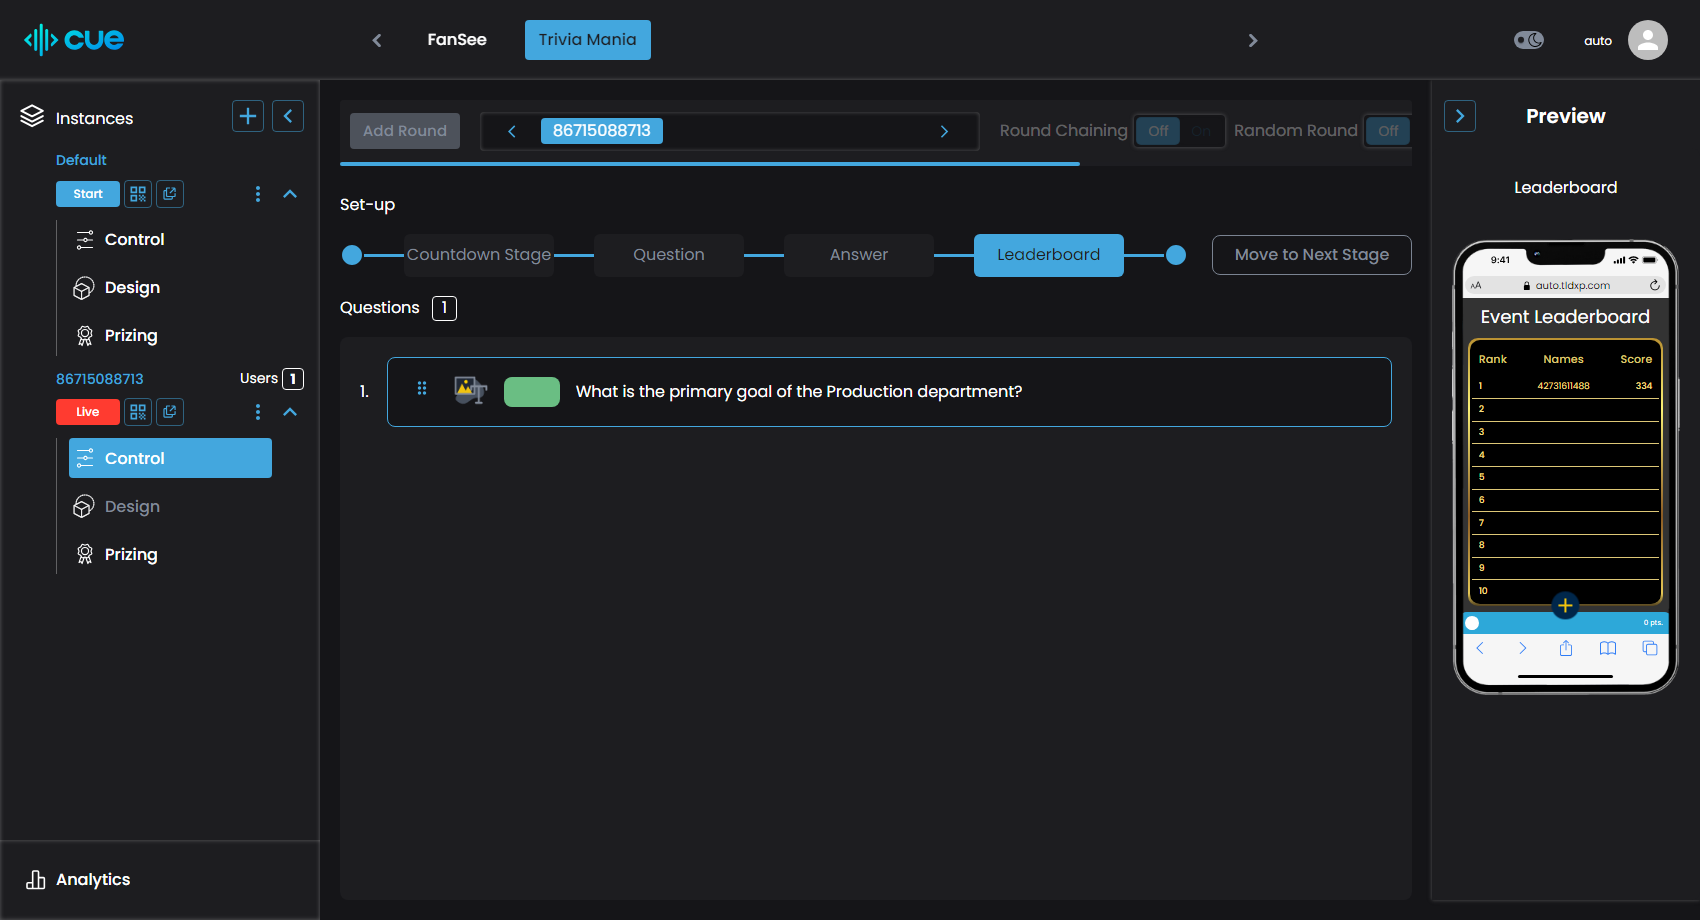 cue
FanSee
Trivia Mania
auto
Instances
Default
Start
Control
Design
Prizing
86715088713
Users 1
Live
Control
Design
Prizing
Analytics
Add Round
86715088713
Round Chaining
Off
On
Random Round
Off
Set-up
Countdown Stage
Question
Answer
Leaderboard
Move to Next Stage
Questions 1
1.
What is the primary goal of the Production department?
Preview
Leaderboard
9:41
AA
auto.tldxp.com
Event Leaderboard
Rank Names Score
1 42731611488 334
2
3
4
5
6
7
8
9
10
0 pts.